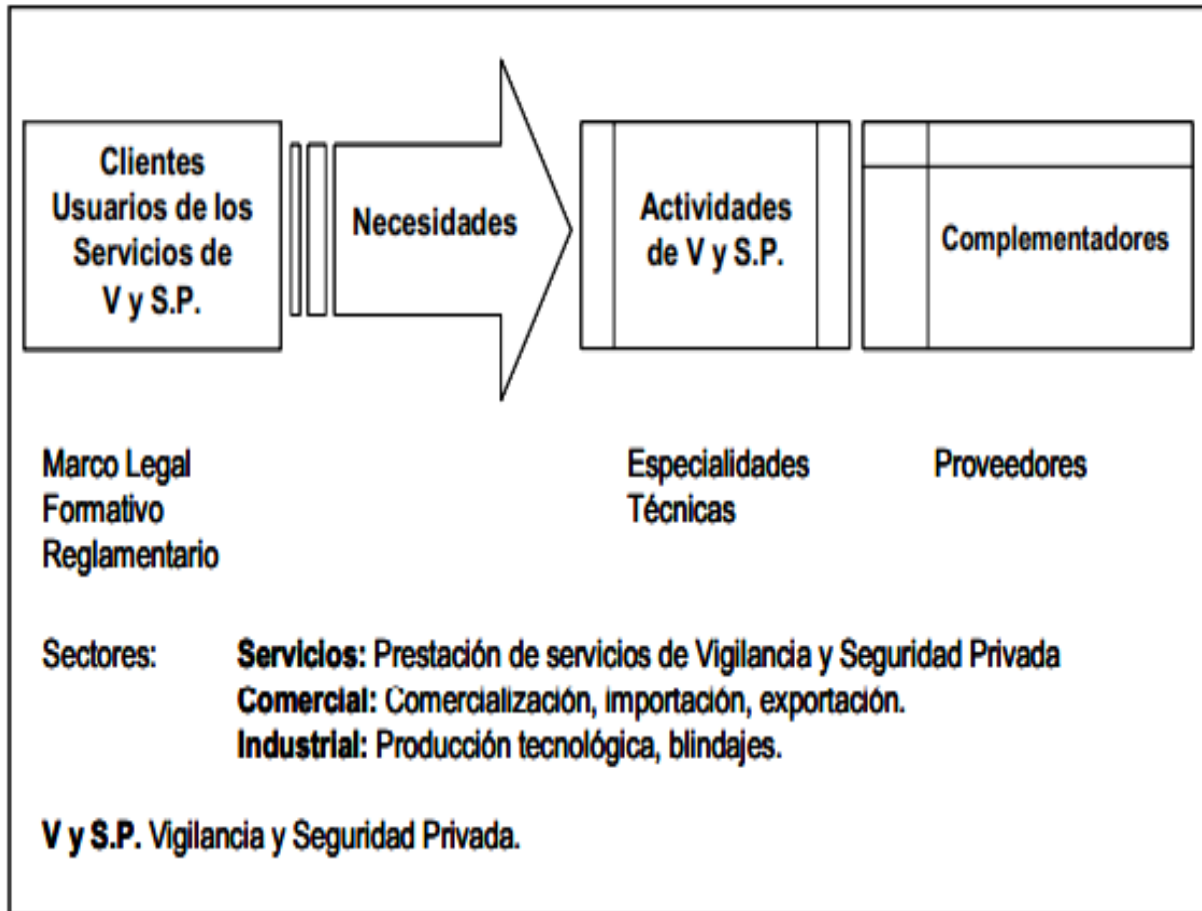 Clientes
Usuarios de los
Servicios de
V y S.P.
Necesidades
Actividades
de V y S.P.
Complementadores
Marco Legal
Formativo
Reglamentario
Especialidades
Técnicas
Proveedores
Sectores: Servicios: Prestación de servicios de Vigilancia y Seguridad Privada
Comercial: Comercialización, importación, exportación.
Industrial: Producción tecnológica, blindajes.
V y S.P. Vigilancia y Seguridad Privada.